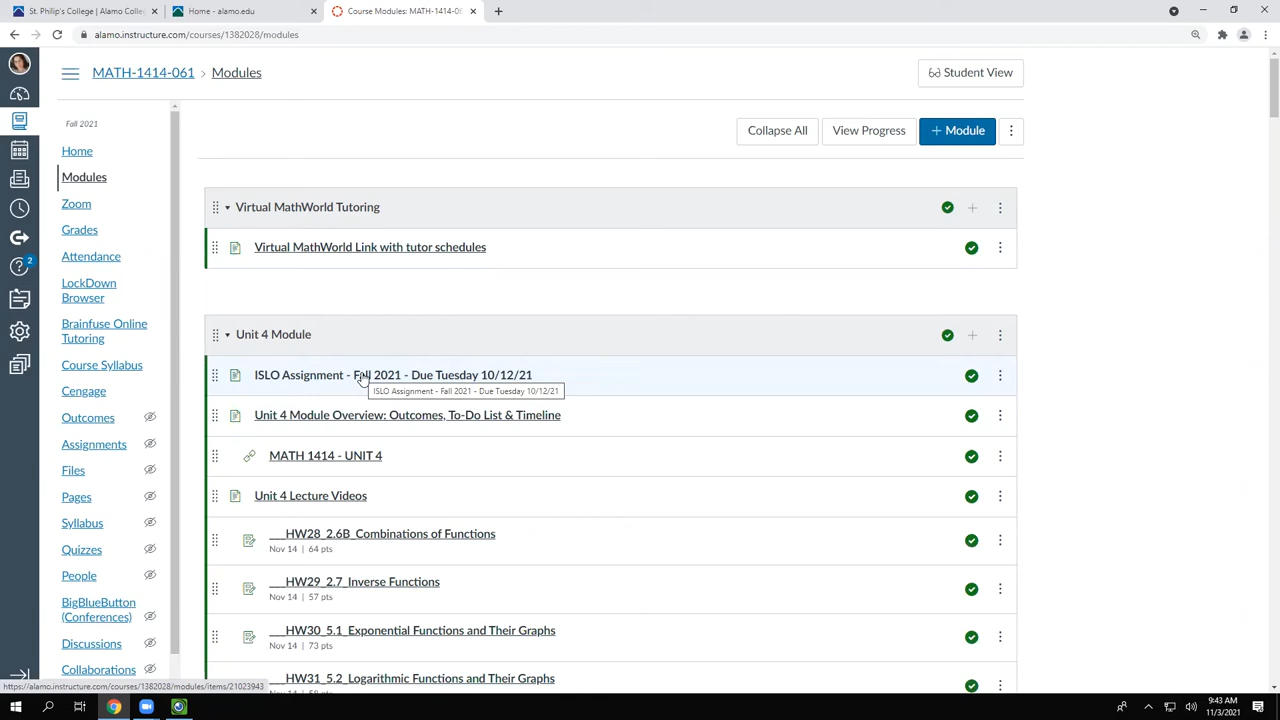 St. Philip's College | Alamo Colle
Home - alamo.edu
Course Modules: MATH-1414-06
alamo.instructure.com/courses/1382028/modules
MATH-1414-061 > Modules
Student View
Fall 2021
Collapse All
View Progress
+ Module
Home
Modules
Zoom
Grades
Attendance
LockDown
Browser
Brainfuse Online
Tutoring
Course Syllabus
Cengage
Outcomes
Assignments
Files
Pages
Syllabus
Quizzes
People
BigBlueButton
(Conferences)
Discussions
Collaborations
2
Virtual MathWorld Tutoring
Virtual MathWorld Link with tutor schedules
Unit 4 Module
ISLO Assignment - Fall 2021 - Due Tuesday 10/12/21
ISLO Assignment - Fall 2021 - Due Tuesday 10/12/21
Unit 4 Module Overview: Outcomes, To-Do List & Timeline
MATH 1414 - UNIT 4
Unit 4 Lecture Videos
___HW28_2.6B_Combinations of Functions
Nov 14 | 64 pts
___HW29_2.7_Inverse Functions
Nov 14 | 57 pts
___HW30_5.1_Exponential Functions and Their Graphs
Nov 14 | 73 pts
___HW31_5.2_Logarithmic Functions and Their Graphs
https://alamo.instructure.com/courses/1382028/modules/items/21023943
9:43 AM
11/3/2021